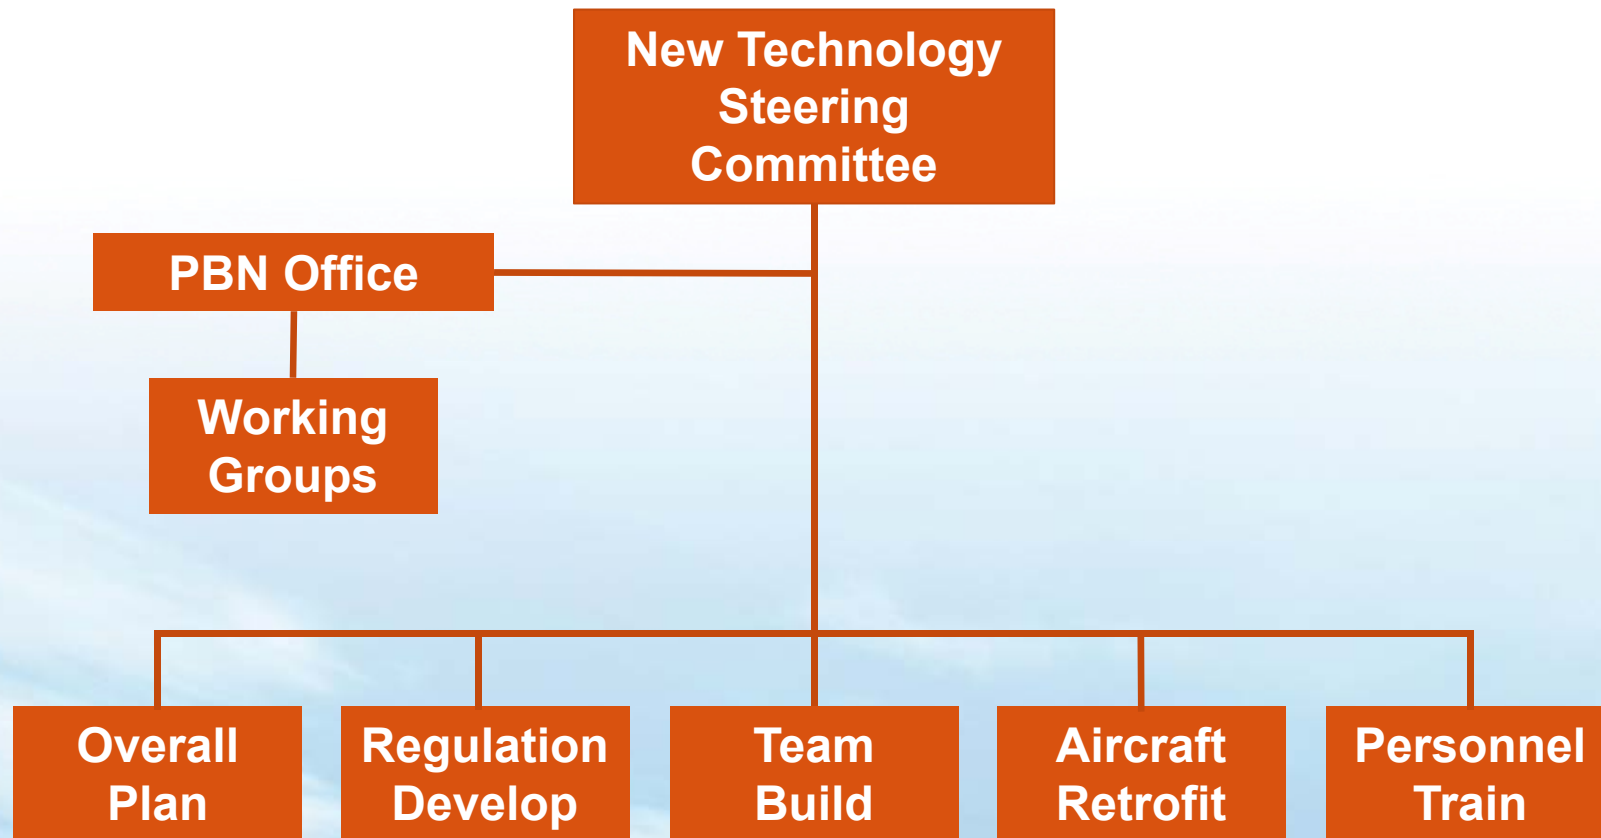 New Technology
Steering
Committee
PBN Office
Working
Groups
Overall
Plan
Regulation
Develop
Team
Build
Aircraft
Retrofit
Personnel
Train